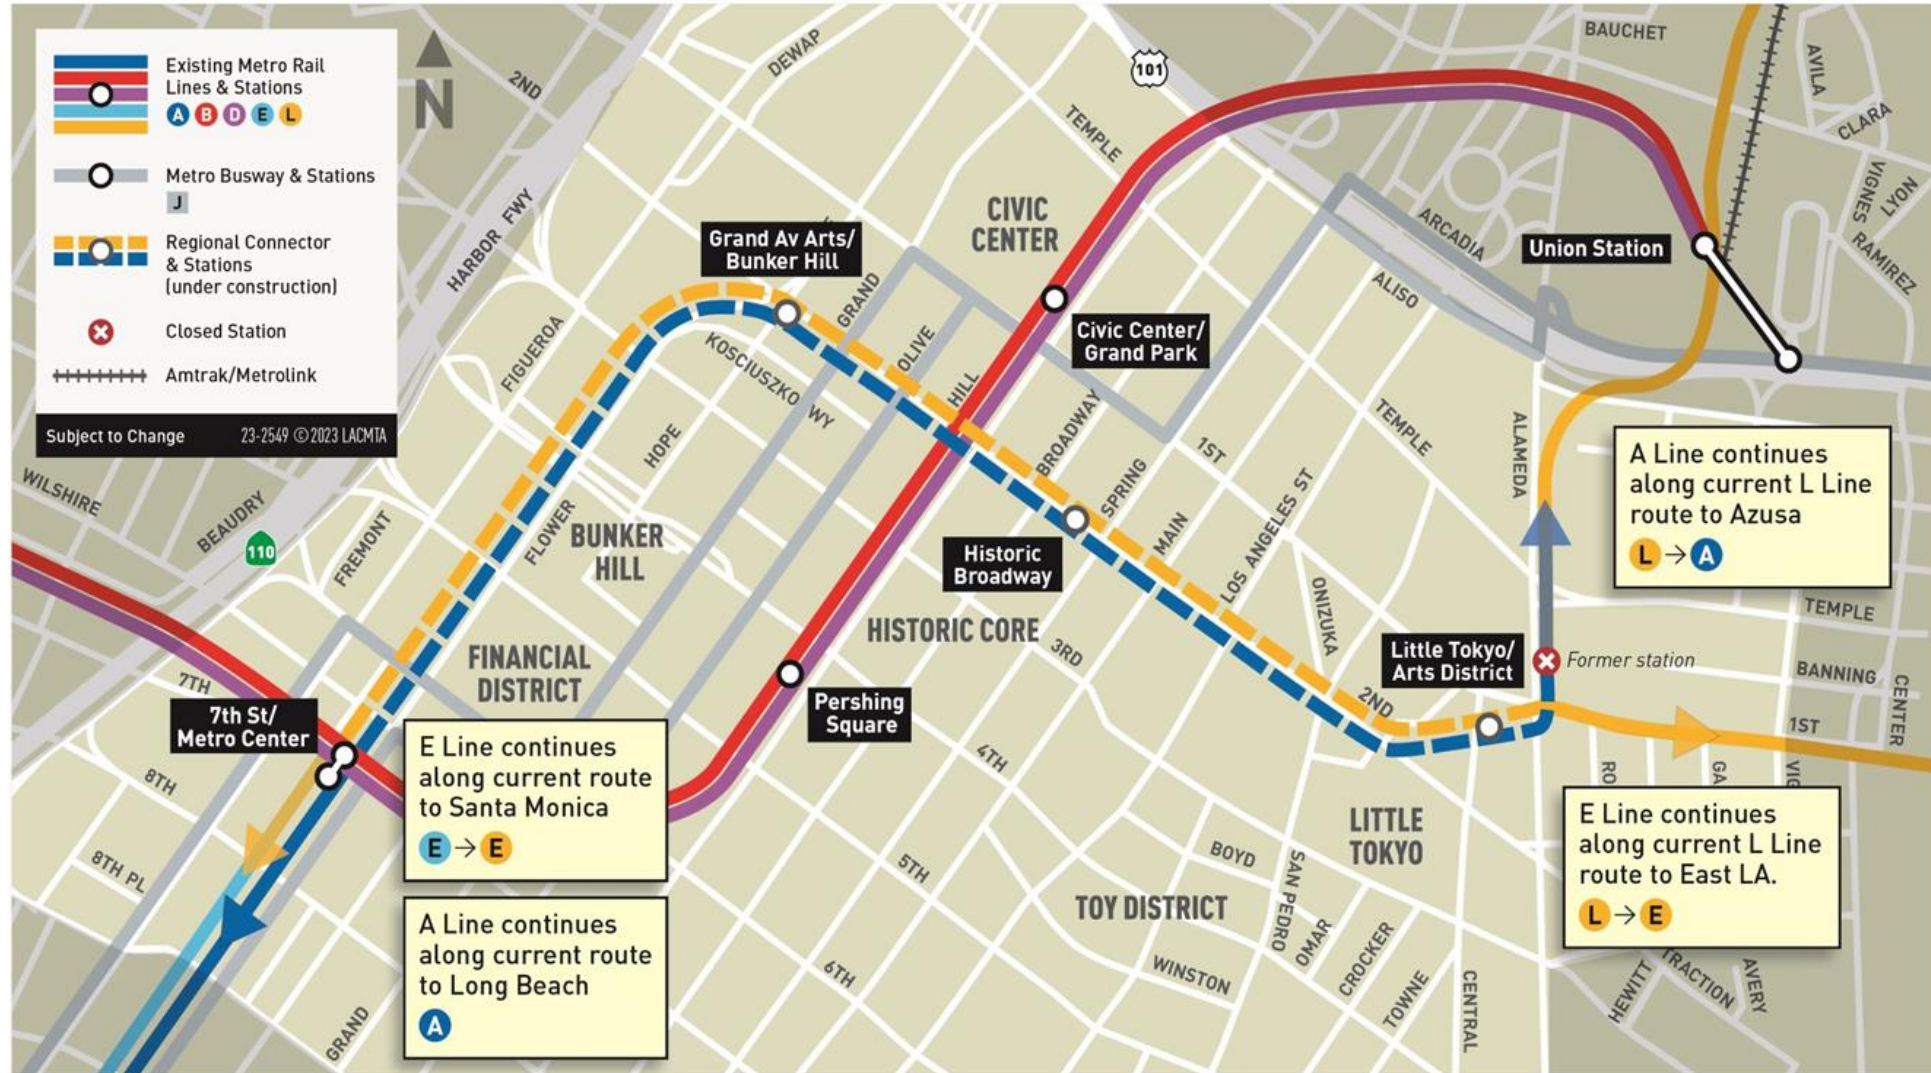 Existing Metro Rail
Lines & Stations
A B D E L
Metro Busway & Stations
J
Regional Connector
& Stations
(under construction)
Closed Station
Amtrak/Metrolink
Subject to Change
23-2549 ©2023 LACMTA
N
2ND
DEWAP
101
BAUCHET
AVILA
CLARA
VIGNES
LYON
RAMIREZ
TEMPLE
HARBOR FWY
CIVIC
CENTER
Grand Av Arts/
Bunker Hill
ARCADIA
Union Station
ALISO
GRAND
OLIVE
HILL
Civic Center/
Grand Park
FIGUEROA
KOSCIUSZKO WY
HOPE
BROADWAY
SPRING
1ST
TEMPLE
ALAMEDA
A Line continues
along current L Line
route to Azusa
L → A
WILSHIRE
BEAUDRY
110
FREMONT
FLOWER
BUNKER
HILL
Historic
Broadway
MAIN
LOS ANGELES ST
ONIZUKA
TEMPLE
HISTORIC CORE
3RD
Little Tokyo/
Arts District
Former station
BANNING
CENTER
FINANCIAL
DISTRICT
7TH
7th St/
Metro Center
Pershing
Square
2ND
1ST
E Line continues
along current route
to Santa Monica
E → E
8TH
4TH
RO
GA
VIG
8TH PL
5TH
LITTLE
TOKYO
BOYD
SAN PEDRO
E Line continues
along current L Line
route to East LA.
L → E
A Line continues
along current route
to Long Beach
A
TOY DISTRICT
OMAR
CROCKER
WINSTON
TOWNE
CENTRAL
HEWITT
TRACTION
AVERY
6TH
GRAND